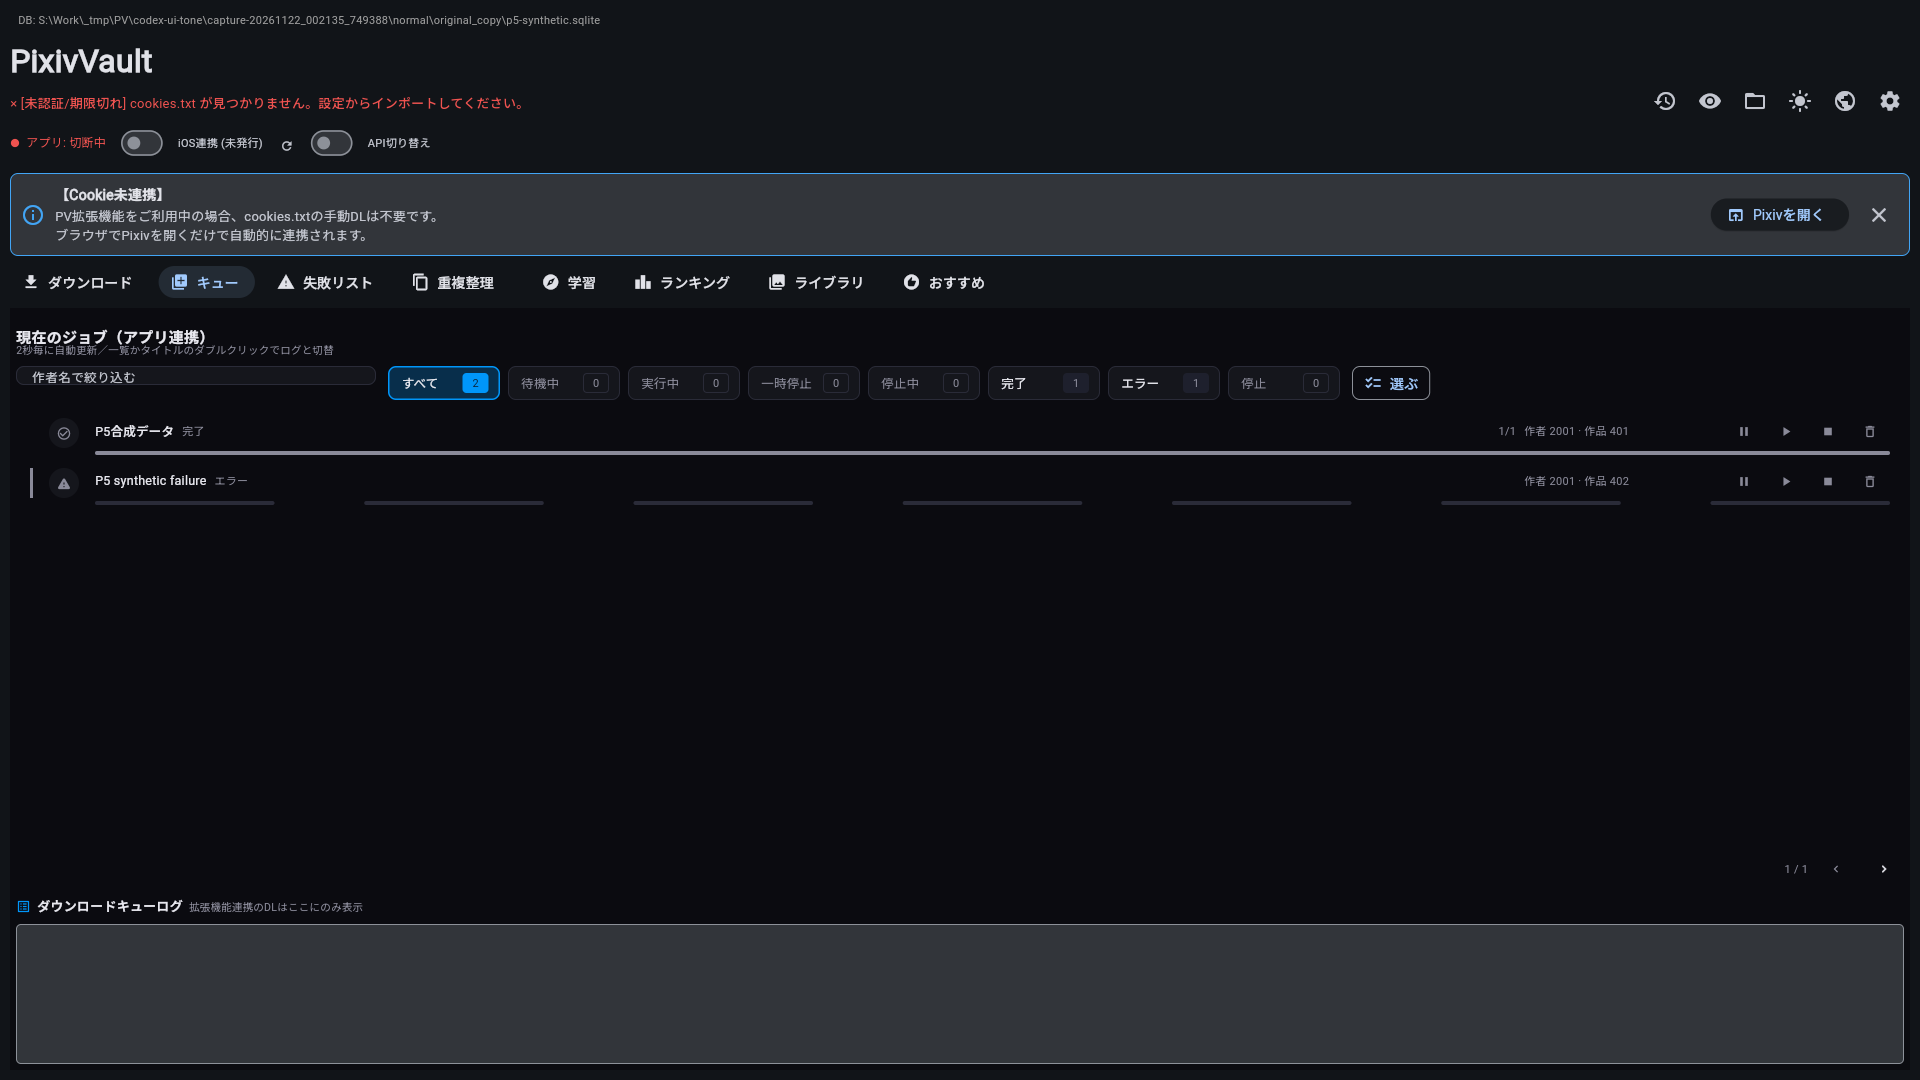 DB: S:\Work\_tmp\PV\codex-ui-tone\capture-20261122_002135_749388\normal\original_copy\p5-synthetic.sqlite
PixivVault
× [未認証/期限切れ] cookies.txt が見つかりません。設定からインポートしてください。
アプリ: 切断中 iOS連携 (未発行) API切り替え
【Cookie未連携】
PV拡張機能をご利用中の場合、cookies.txtの手動DLは不要です。
ブラウザでPixivを開くだけで自動的に連携されます。
Pixivを開く
ダウンロード キュー 失敗リスト 重複整理 学習 ランキング ライブラリ おすすめ
現在のジョブ（アプリ連携）
2秒毎に自動更新／一覧かタイトルのダブルクリックでログと切替
作者名で絞り込む すべて 2 待機中 0 実行中 0 一時停止 0 停止中 0 完了 1 エラー 1 停止 0 選ぶ
P5合成データ 完了 1/1 作者 2001 · 作品 401
P5 synthetic failure エラー 作者 2001 · 作品 402
1 / 1
ダウンロードキューログ 拡張機能連携のDLはここにのみ表示